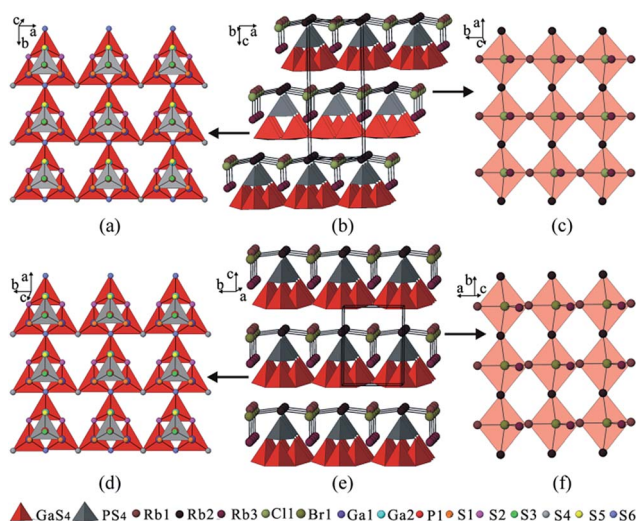 c a b
b a c
a b c
(a) (b) (c)
a b c
c b a
b a c
(d) (e) (f)
GaS₄ PS₄ Rb1 Rb2 Rb3 Cl1 Br1 Ga1 Ga2 P1 S1 S2 S3 S4 S5 S6